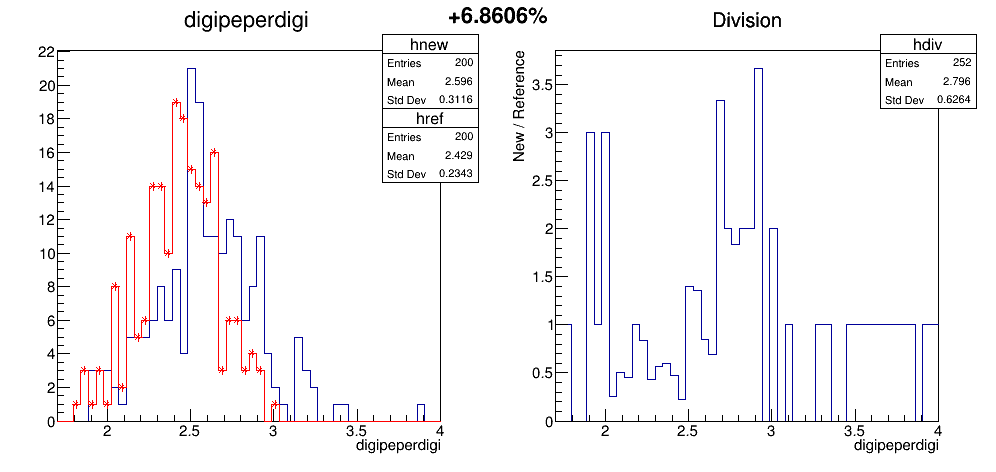 +6.8606%
digipeperdigi
hnew
Entries 200
Mean 2.596
Std Dev 0.3116
href
Entries 200
Mean 2.429
Std Dev 0.2343
22
20
18
16
14
12
10
8
6
4
2
0
2 2.5 3 3.5 4
digipeperdigi
Division
hdiv
Entries 252
Mean 2.796
Std Dev 0.6264
New / Reference
3.5
3
2.5
2
1.5
1
0.5
0
2 2.5 3 3.5 4
digipeperdigi